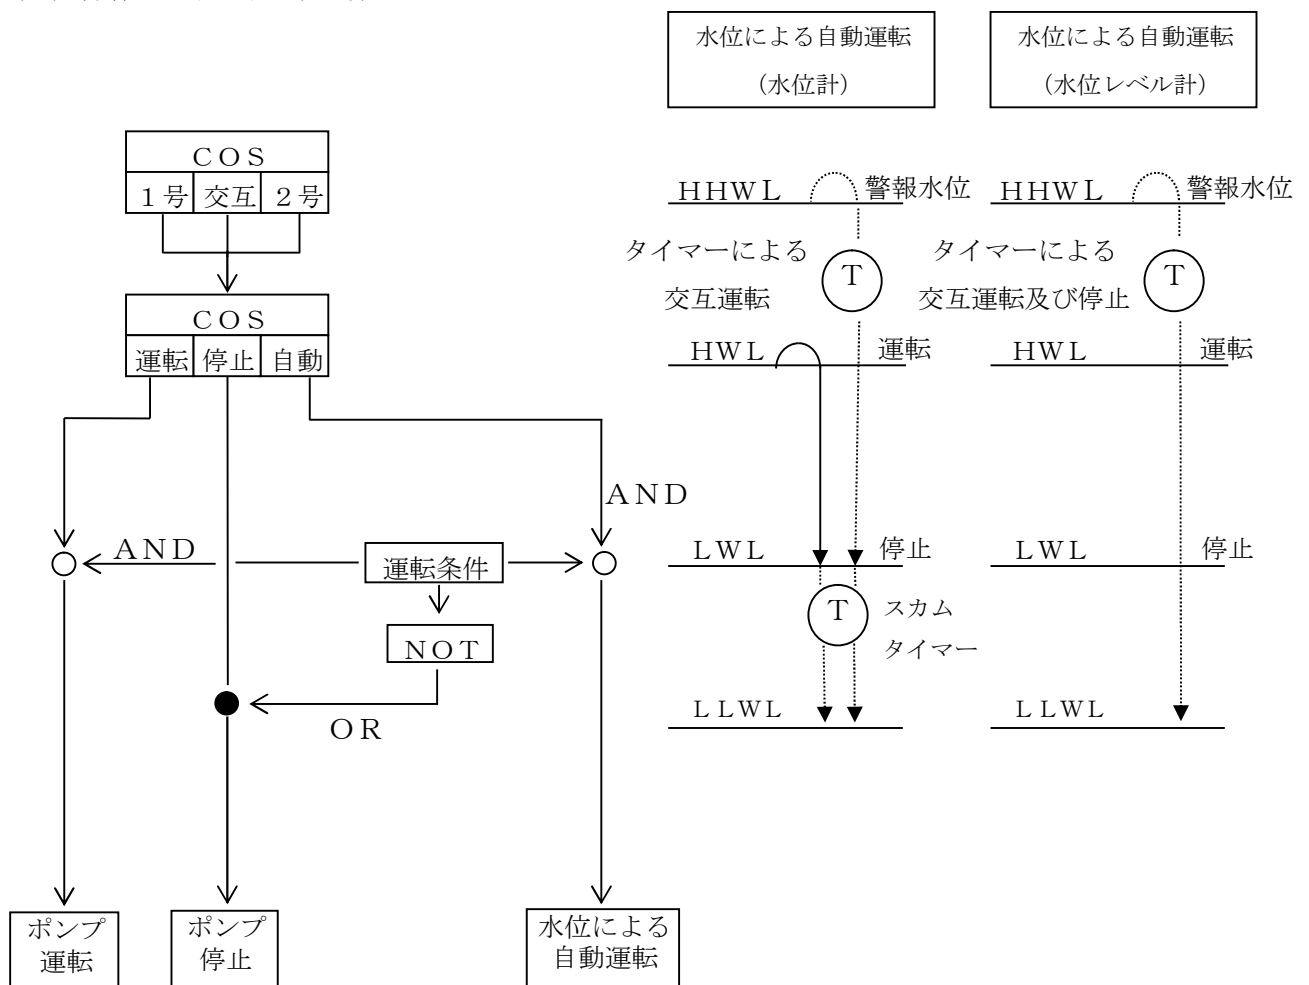 水位による自動運転
（水位計）
水位による自動運転
（水位レベル計）
ＣＯＳ
１号 交互 ２号
ＣＯＳ
運転 停止 自動
ＡＮＤ
ＡＮＤ
運転条件
ＮＯＴ
ＯＲ
ポンプ
運転
ポンプ
停止
水位による
自動運転
ＨＨＷＬ 警報水位
タイマーによる
交互運転
Ｔ
ＨＷＬ 運転
ＬＷＬ 停止
Ｔ
スカム
タイマー
ＬＬＷＬ
ＨＨＷＬ 警報水位
タイマーによる
交互運転及び停止
Ｔ
ＨＷＬ 運転
ＬＷＬ 停止
ＬＬＷＬ